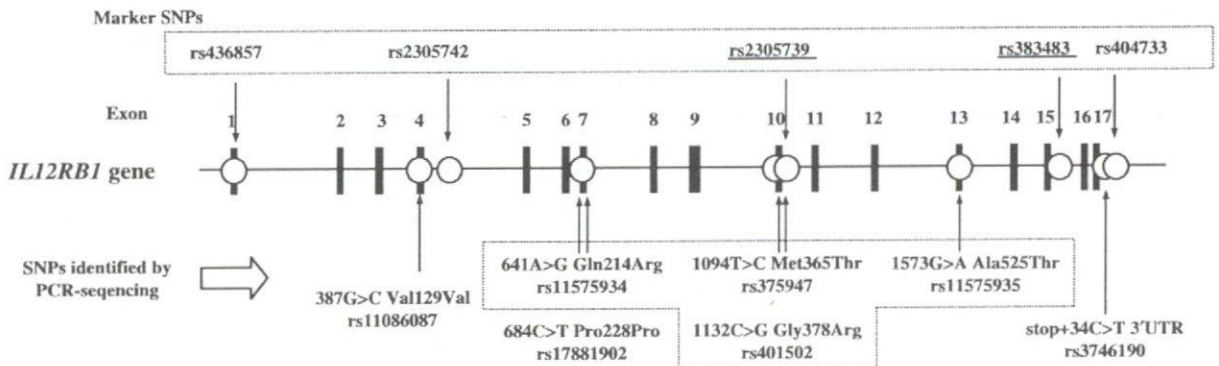 Marker SNPs
rs436857 rs2305742 rs2305739 rs383483 rs404733
Exon 1 2 3 4 5 6 7 8 9 10 11 12 13 14 15 16 17
IL12RB1 gene
SNPs identified by
PCR-seqencing
387G>C Val129Val
rs11086087
641A>G Gln214Arg
rs11575934
684C>T Pro228Pro
rs17881902
1094T>C Met365Thr
rs375947
1132C>G Gly378Arg
rs401502
1573G>A Ala525Thr
rs11575935
stop+34C>T 3'UTR
rs3746190